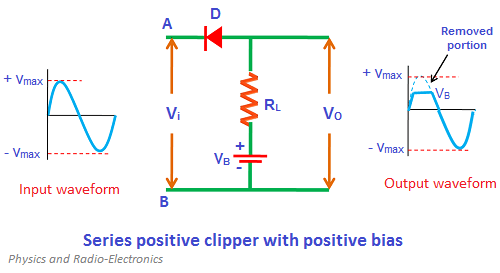 D
A
Removed
portion
+ Vmax
+ Vmax
VB
Vi
RL
VO
+
VB
-
- Vmax
- Vmax
Input waveform
Output waveform
B
Series positive clipper with positive bias
Physics and Radio-Electronics